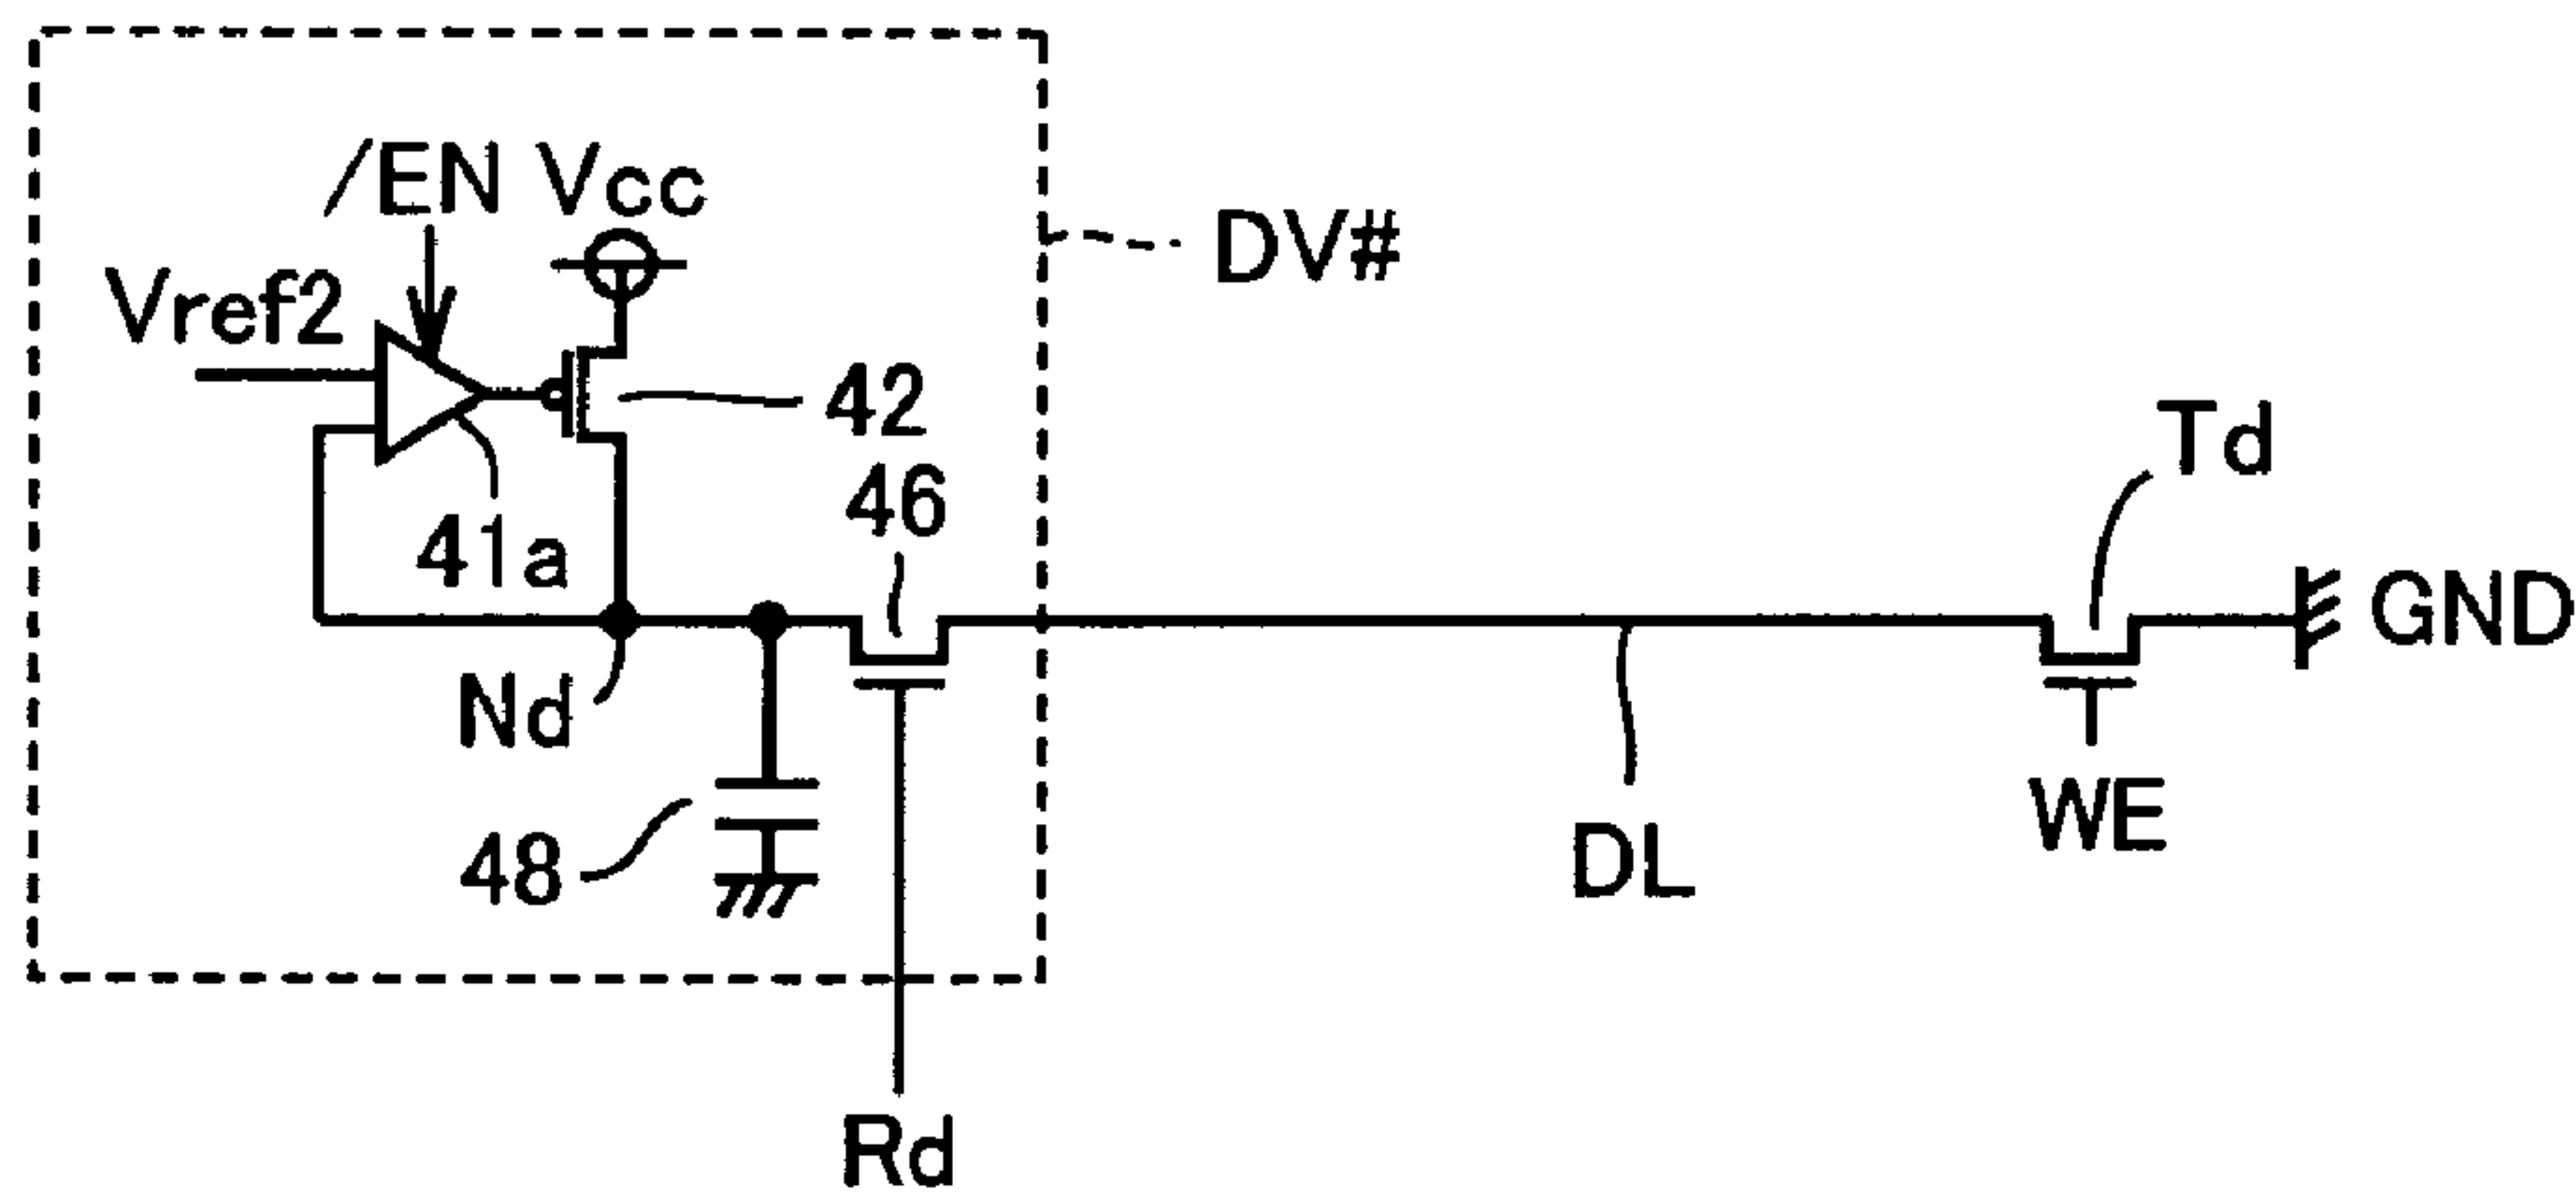 /EN Vcc
Vref2
DV#
42
46
Td
41a
GND
Nd
48
DL
WE
Rd